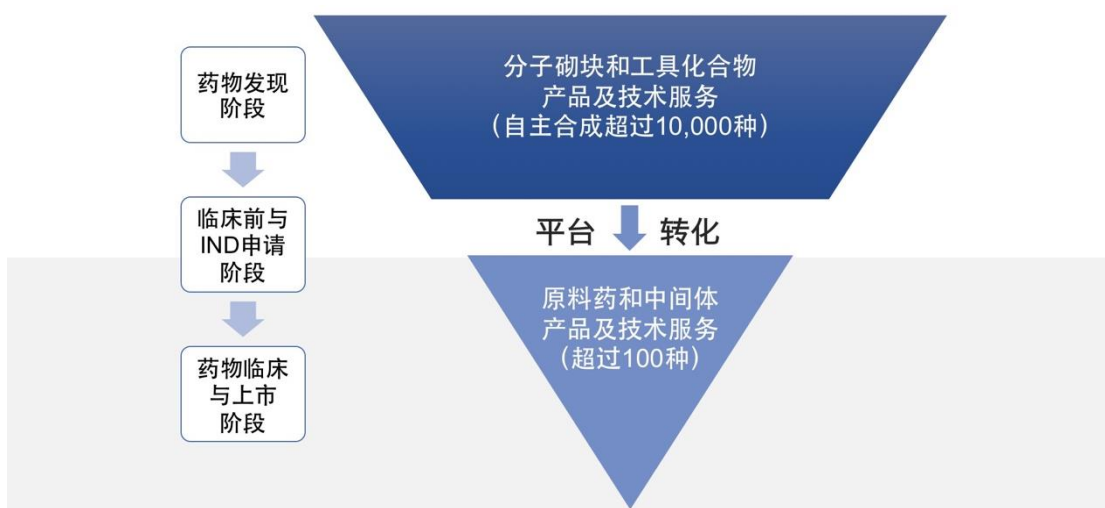 药物发现
阶段
临床前与
IND申请
阶段
药物临床
与上市
阶段
分子砌块和工具化合物
产品及技术服务
（自主合成超过10,000种）
平台 转化
原料药和中间体
产品及技术服务
（超过100种）